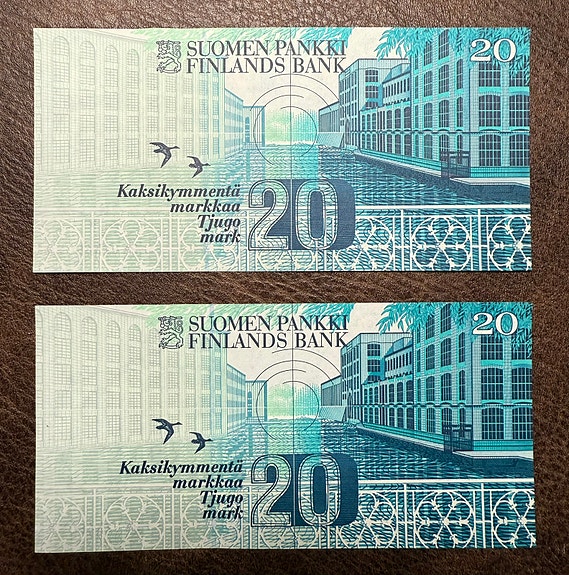 SUOMEN PANKKI
FINLANDS BANK
20
Kaksikymmentä
markkaa
Tjugo
mark
20
SUOMEN PANKKI
FINLANDS BANK
20
Kaksikymmentä
markkaa
Tjugo
mark
20